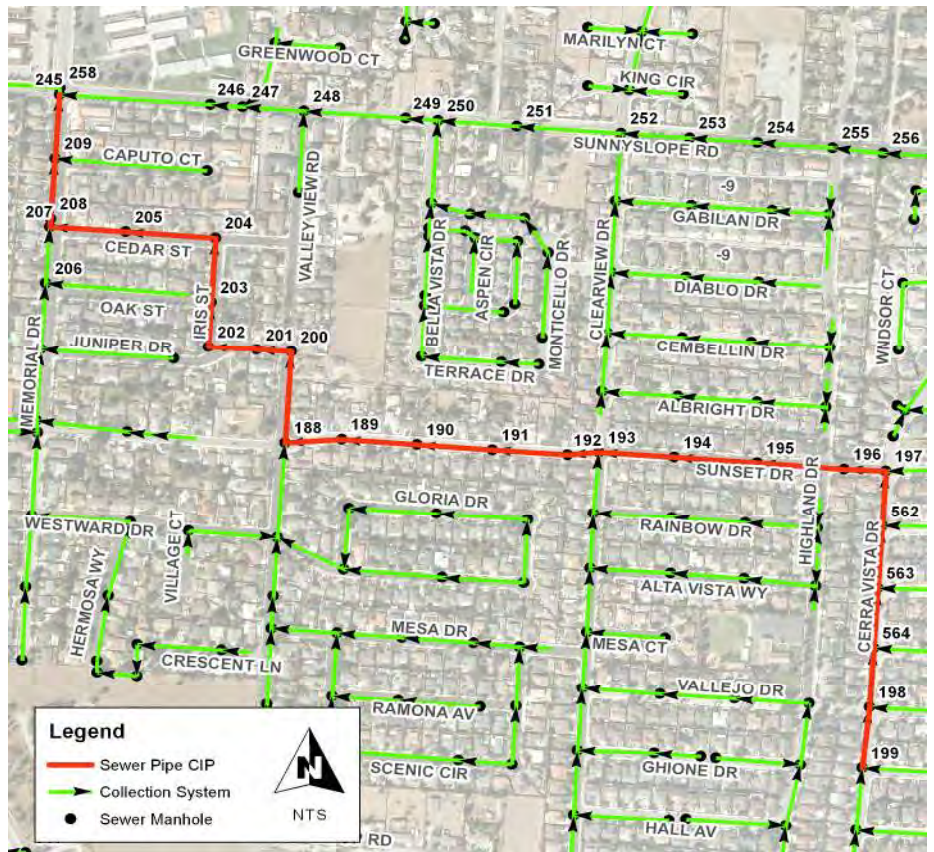 GREENWOOD CT
MARILYN CT
KING CIR
245
258
246
247
248
249
250
251
252
253
254
255
256
SUNNYSLOPE RD
209
CAPUTO CT
VALLEY VIEW RD
-9
GABILAN DR
207
208
205
204
CEDAR ST
BELLA VISTA DR
ASPEN CIR
MONTICELLO DR
CLEARVIEW DR
-9
DIABLO DR
206
OAK ST
203
IRIS ST
WINDSOR CT
MEMORIAL DR
JUNIPER DR
202
201
200
TERRACE DR
CEMBELLIN DR
ALBRIGHT DR
188
189
190
191
192
193
194
195
196
197
SUNSET DR
HIGHLAND DR
GLORIA DR
WESTWARD DR
VILLAGE CT
RAINBOW DR
562
HERMOSA WY
ALTA VISTA WY
563
CERRA VISTA DR
MESA DR
MESA CT
564
CRESCENT LN
VALLEJO DR
198
RAMONA AV
199
SCENIC CIR
GHIONE DR
HALL AV
RD
Legend
Sewer Pipe CIP
Collection System
Sewer Manhole
N
NTS